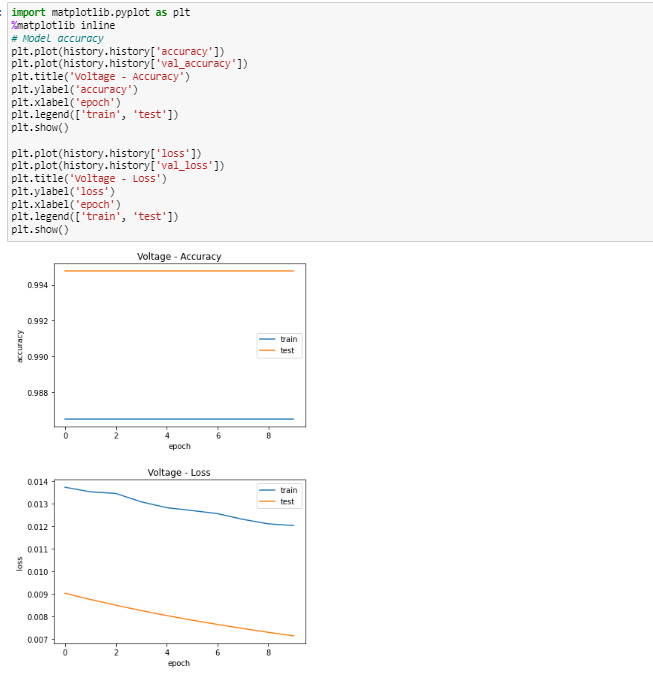 import matplotlib.pyplot as plt
%matplotlib inline
# Model accuracy
plt.plot(history.history['accuracy'])
plt.plot(history.history['val_accuracy'])
plt.title('Voltage - Accuracy')
plt.ylabel('accuracy')
plt.xlabel('epoch')
plt.legend(['train', 'test'])
plt.show()
plt.plot(history.history['loss'])
plt.plot(history.history['val_loss'])
plt.title('Voltage - Loss')
plt.ylabel('loss')
plt.xlabel('epoch')
plt.legend(['train', 'test'])
plt.show()
Voltage - Accuracy
0.994
0.992
0.990
0.988
accuracy
train
test
0 2 4 6 8
epoch
Voltage - Loss
0.014
0.013
0.012
0.011
0.010
0.009
0.008
0.007
loss
train
test
0 2 4 6 8
epoch